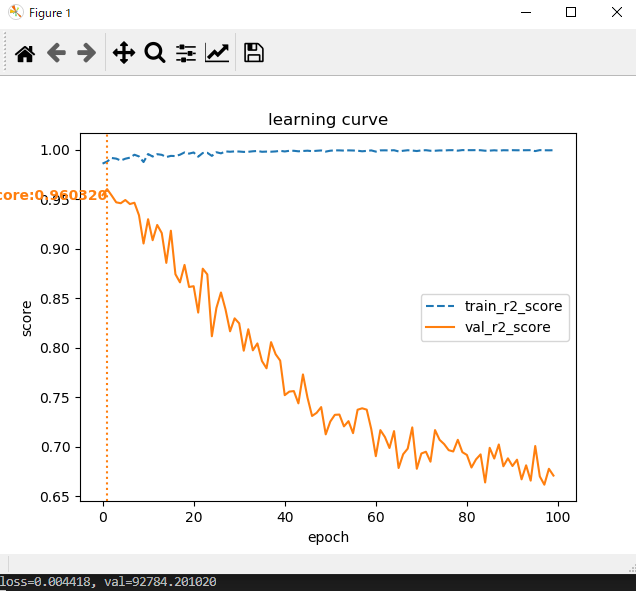 Figure 1
learning curve
1.00
core:0.960320
0.95
0.90
0.85
score
0.80
0.75
0.70
0.65
train_r2_score
val_r2_score
0 20 40 60 80 100
epoch
loss=0.004418, val=92784.201020